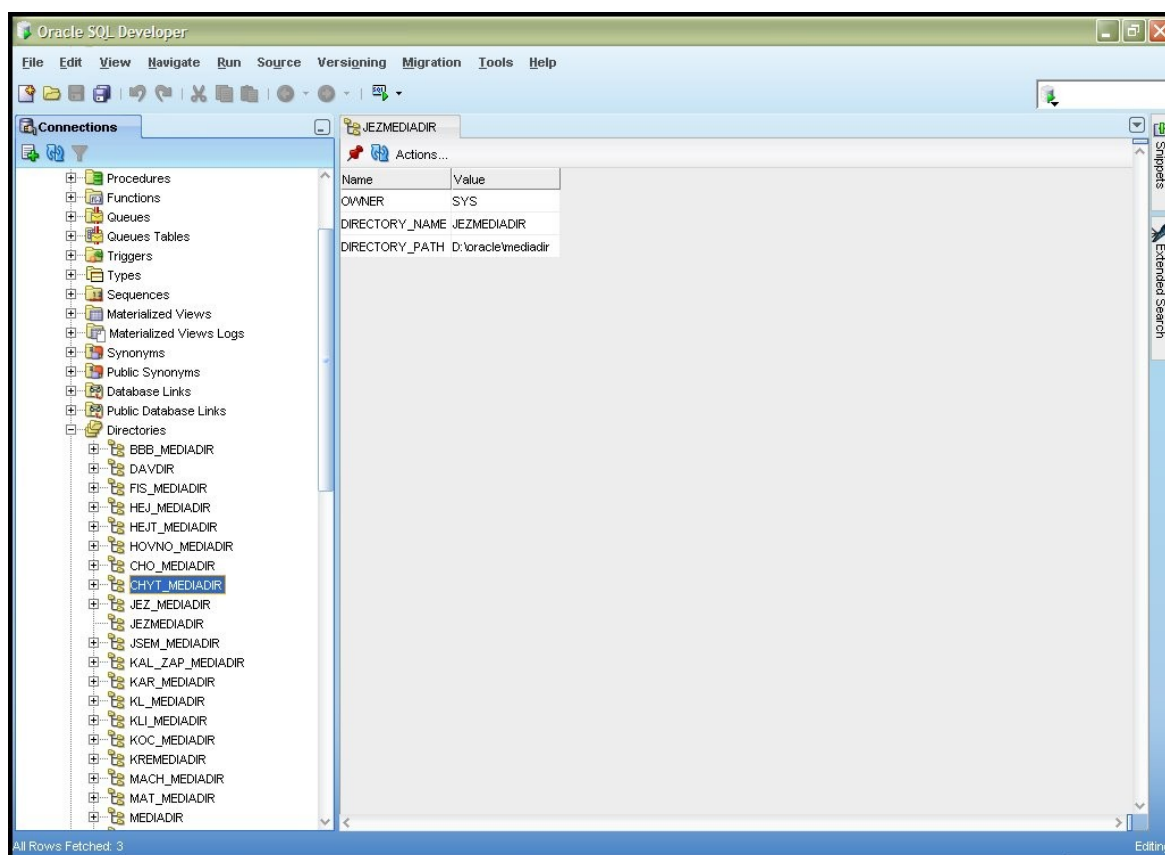 Oracle SQL Developer
File Edit View Navigate Run Source Versioning Migration Tools Help
Connections
JEZMEDIADIR
Actions...
Procedures
Functions
Queues
Queues Tables
Triggers
Types
Sequences
Materialized Views
Materialized Views Logs
Synonyms
Public Synonyms
Database Links
Public Database Links
Directories
BBB_MEDIADIR
DAVDIR
FIS_MEDIADIR
HEJ_MEDIADIR
HEJT_MEDIADIR
HOVNO_MEDIADIR
CHO_MEDIADIR
CHYT_MEDIADIR
JEZ_MEDIADIR
JEZMEDIADIR
JSEM_MEDIADIR
KAL_ZAP_MEDIADIR
KAR_MEDIADIR
KL_MEDIADIR
KLI_MEDIADIR
KOC_MEDIADIR
KREMEDIADIR
MACH_MEDIADIR
MAT_MEDIADIR
MEDIADIR
Name Value
OWNER SYS
DIRECTORY_NAME JEZMEDIADIR
DIRECTORY_PATH D:\oracle\mediadir
Snippets
Extended Search
All Rows Fetched: 3
Editing